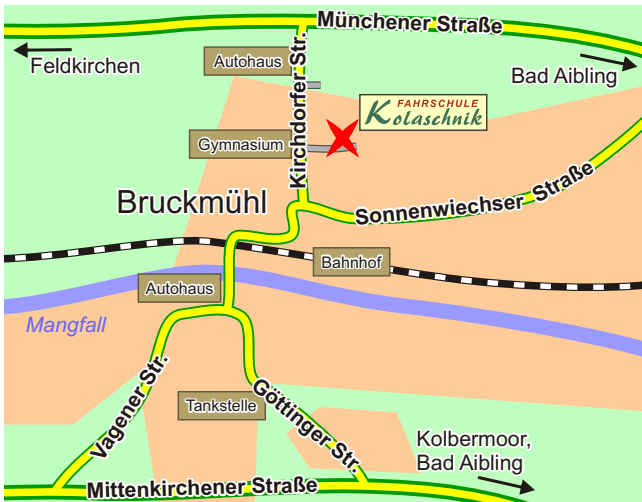 Münchener Straße
Feldkirchen
Autohaus
Bad Aibling
Kirchdorfer Str.
FAHRSCHULE
Kolaschnik
Gymnasium
Bruckmühl
Sonnenwiechser Straße
Bahnhof
Autohaus
Mangfall
Vagener Str.
Göttinger Str.
Tankstelle
Kolbermoor,
Bad Aibling
Mittenkirchener Straße